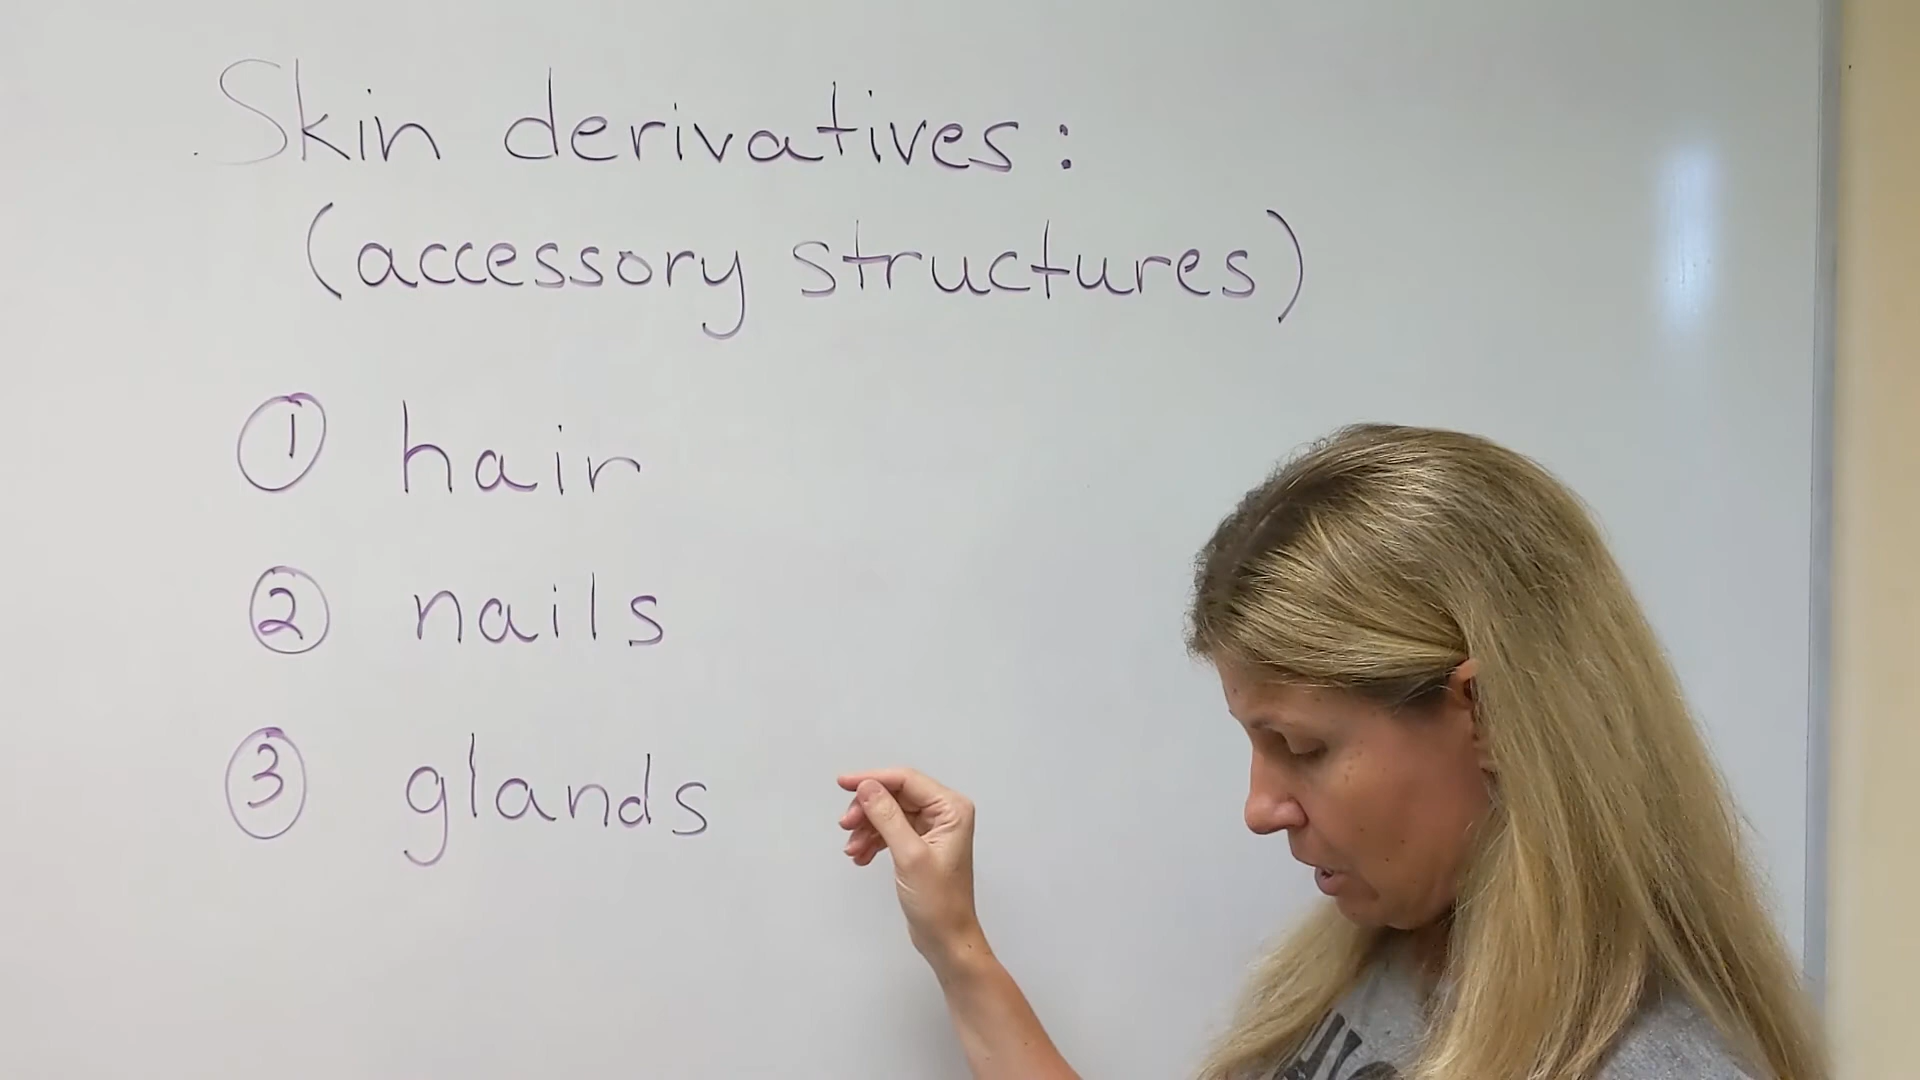 Skin derivatives:
(accessory structures)
① hair
② nails
③ glands